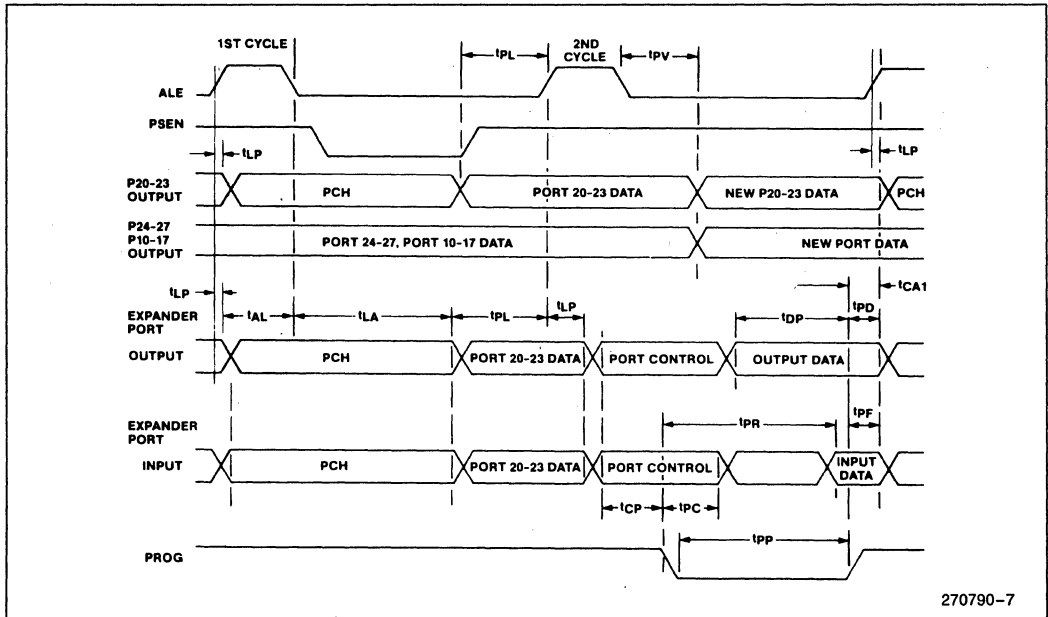 1ST CYCLE
tPL
2ND
CYCLE
tPV
ALE
PSEN
tLP
tLP
P20-23
OUTPUT
PCH
PORT 20-23 DATA
NEW P20-23 DATA
PCH
P24-27
P10-17
OUTPUT
PORT 24-27, PORT 10-17 DATA
NEW PORT DATA
tLP
tCA1
EXPANDER
PORT
OUTPUT
tAL
tLA
tPL
tLP
tDP
tPD
PCH
PORT 20-23 DATA
PORT CONTROL
OUTPUT DATA
tPR
tPF
EXPANDER
PORT
INPUT
PCH
PORT 20-23 DATA
PORT CONTROL
INPUT
DATA
tCP
tPC
tPP
PROG
270790-7